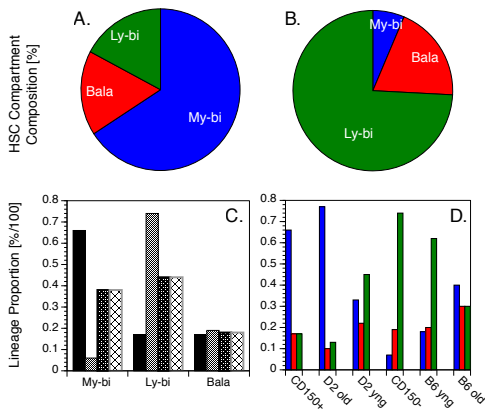 A.
B.
HSC Compartment
Composition [%]
Ly-bi
Bala
My-bi
My-bi
Bala
Ly-bi
Lineage Proportion [%/100]
0.8
0.7
0.6
0.5
0.4
0.3
0.2
0.1
0
C.
My-bi
Ly-bi
Bala
0.8
0.7
0.6
0.5
0.4
0.3
0.2
0.1
0
D.
CD150+
D2 old
D2 yng
CD150-
B6 yng
B6 old